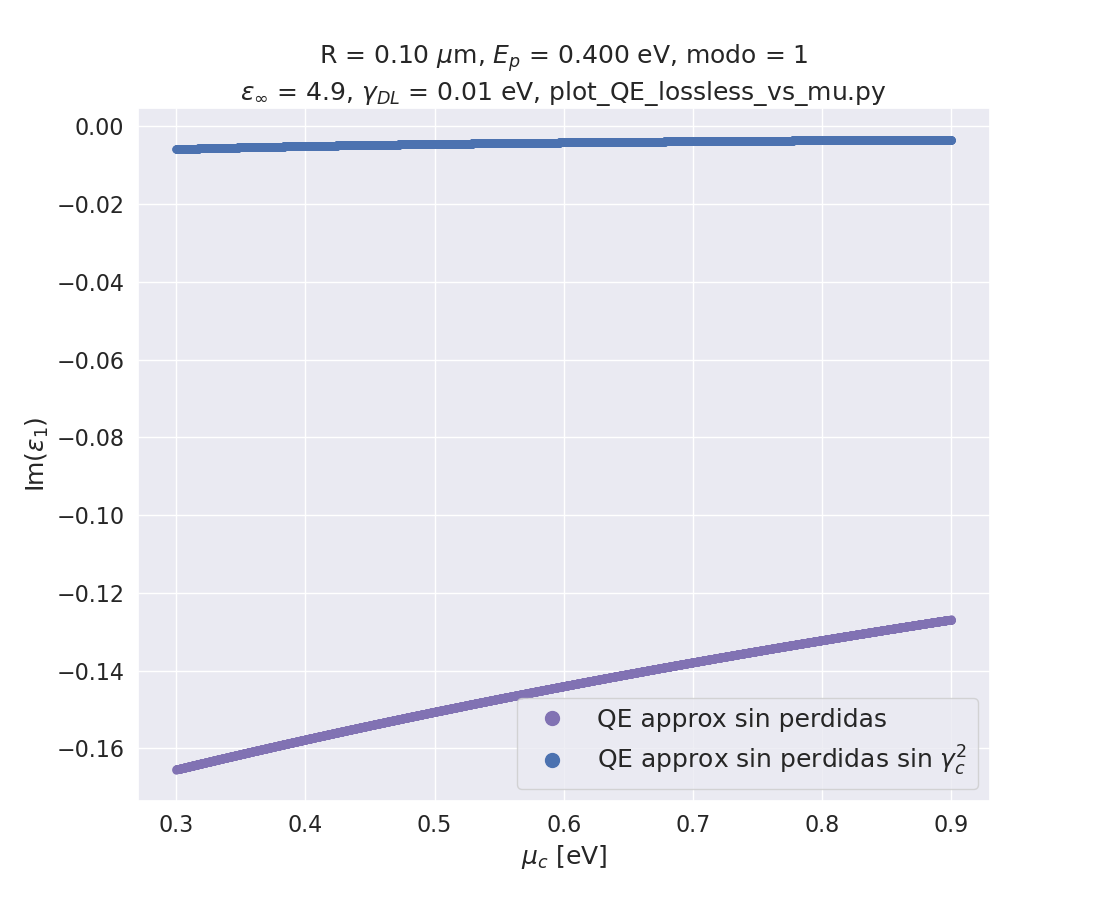 R = 0.10 μm, E_p = 0.400 eV, modo = 1
ε_∞ = 4.9, γ_DL = 0.01 eV, plot_QE_lossless_vs_mu.py
0.00
−0.02
−0.04
−0.06
−0.08
−0.10
−0.12
−0.14
−0.16
Im(ε₁)
QE approx sin perdidas
QE approx sin perdidas sin γ_c^2
0.3 0.4 0.5 0.6 0.7 0.8 0.9
μ_c [eV]